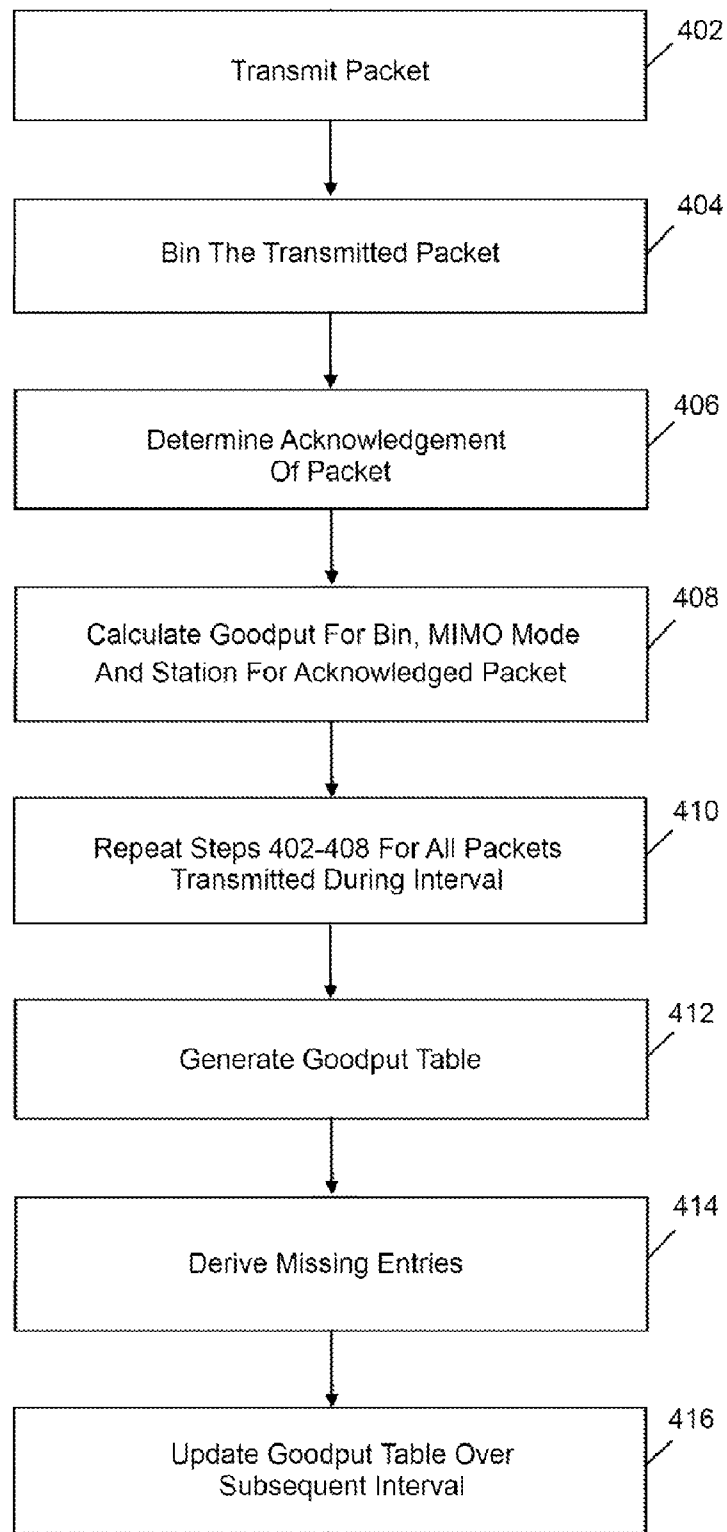 402
Transmit Packet
404
Bin The Transmitted Packet
406
Determine Acknowledgement
Of Packet
408
Calculate Goodput For Bin, MIMO Mode
And Station For Acknowledged Packet
410
Repeat Steps 402-408 For All Packets
Transmitted During Interval
412
Generate Goodput Table
414
Derive Missing Entries
416
Update Goodput Table Over
Subsequent Interval